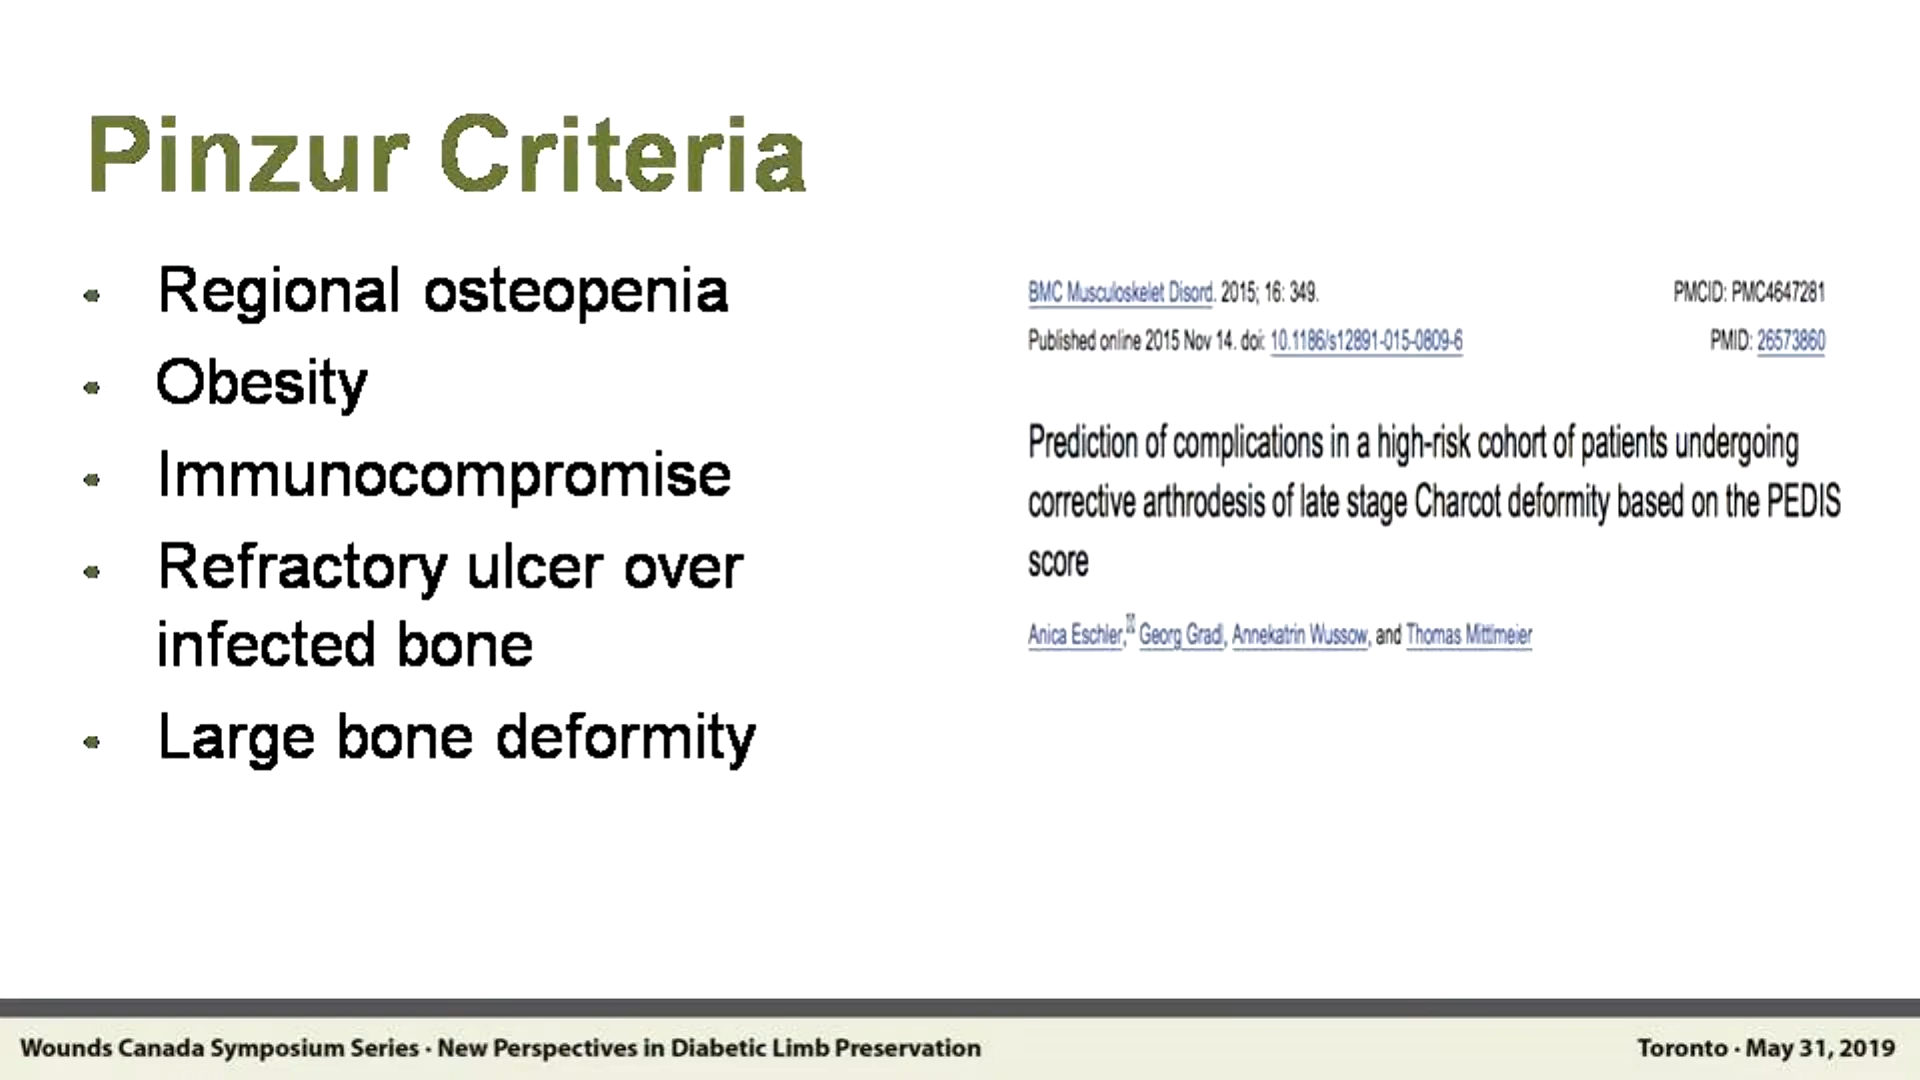 Pinzur Criteria
• Regional osteopenia
• Obesity
• Immunocompromise
• Refractory ulcer over
infected bone
• Large bone deformity
BMC Musculoskelet Disord. 2015; 16: 349. PMCID: PMC4647281
Published online 2015 Nov 14. doi: 10.1186/s12891-015-0809-6 PMID: 26573860
Prediction of complications in a high-risk cohort of patients undergoing
corrective arthrodesis of late stage Charcot deformity based on the PEDIS
score
Anica Eschler, Georg Gradl, Annekatrin Wussow, and Thomas Mittlmeier
Wounds Canada Symposium Series · New Perspectives in Diabetic Limb Preservation
Toronto · May 31, 2019